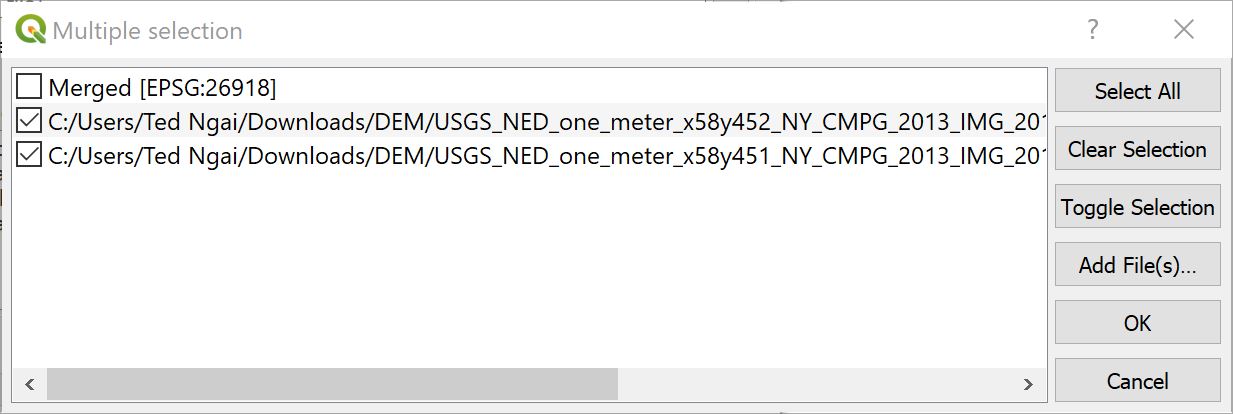 Multiple selection
?
Merged [EPSG:26918]
C:/Users/Ted Ngai/Downloads/DEM/USGS_NED_one_meter_x58y452_NY_CMPG_2013_IMG_201
C:/Users/Ted Ngai/Downloads/DEM/USGS_NED_one_meter_x58y451_NY_CMPG_2013_IMG_201
Select All
Clear Selection
Toggle Selection
Add File(s)...
OK
Cancel